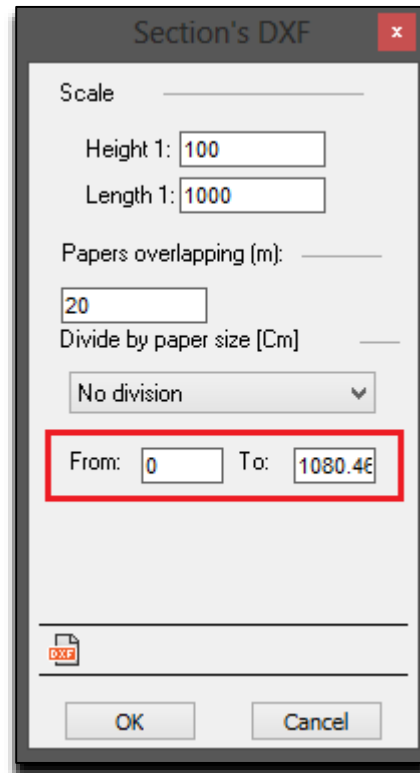 Section's DXF
x
Scale
Height 1: 100
Length 1: 1000
Papers overlapping (m):
20
Divide by paper size [Cm]
No division
From: 0 To: 1080.46
DXF
OK Cancel